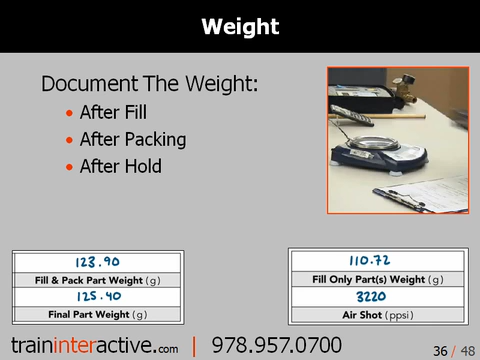 Weight
Document The Weight:
• After Fill
• After Packing
• After Hold
123.90
Fill & Pack Part Weight (g)
125.40
Final Part Weight (g)
110.72
Fill Only Part(s) Weight (g)
3220
Air Shot (ppsi)
traininteractive.com | 978.957.0700
36 / 48